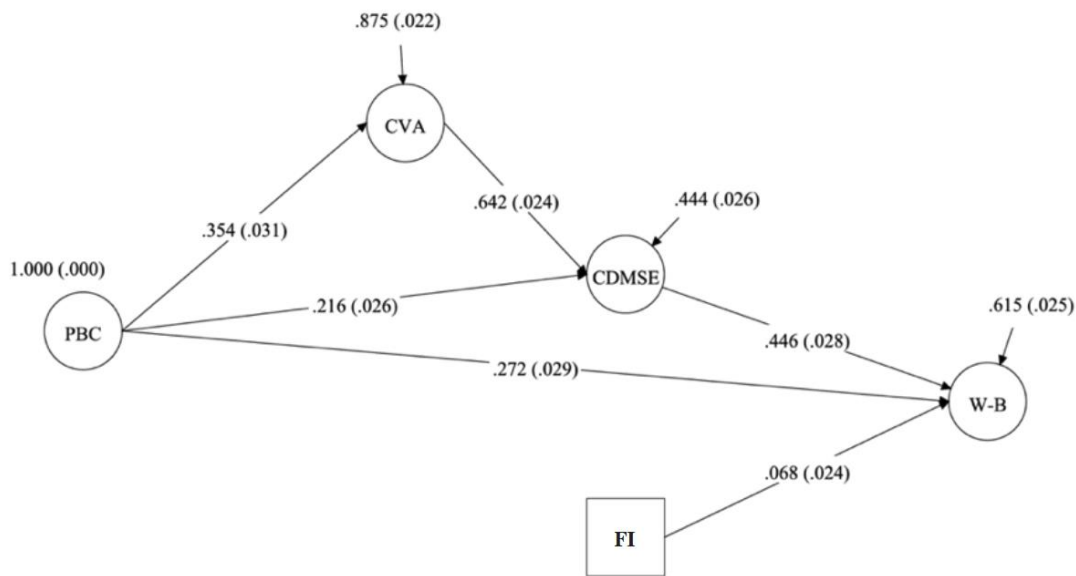 .875 (.022)
CVA
.642 (.024)
.444 (.026)
.354 (.031)
1.000 (.000)
CDMSE
.216 (.026)
.615 (.025)
PBC
.446 (.028)
.272 (.029)
W-B
.068 (.024)
FI